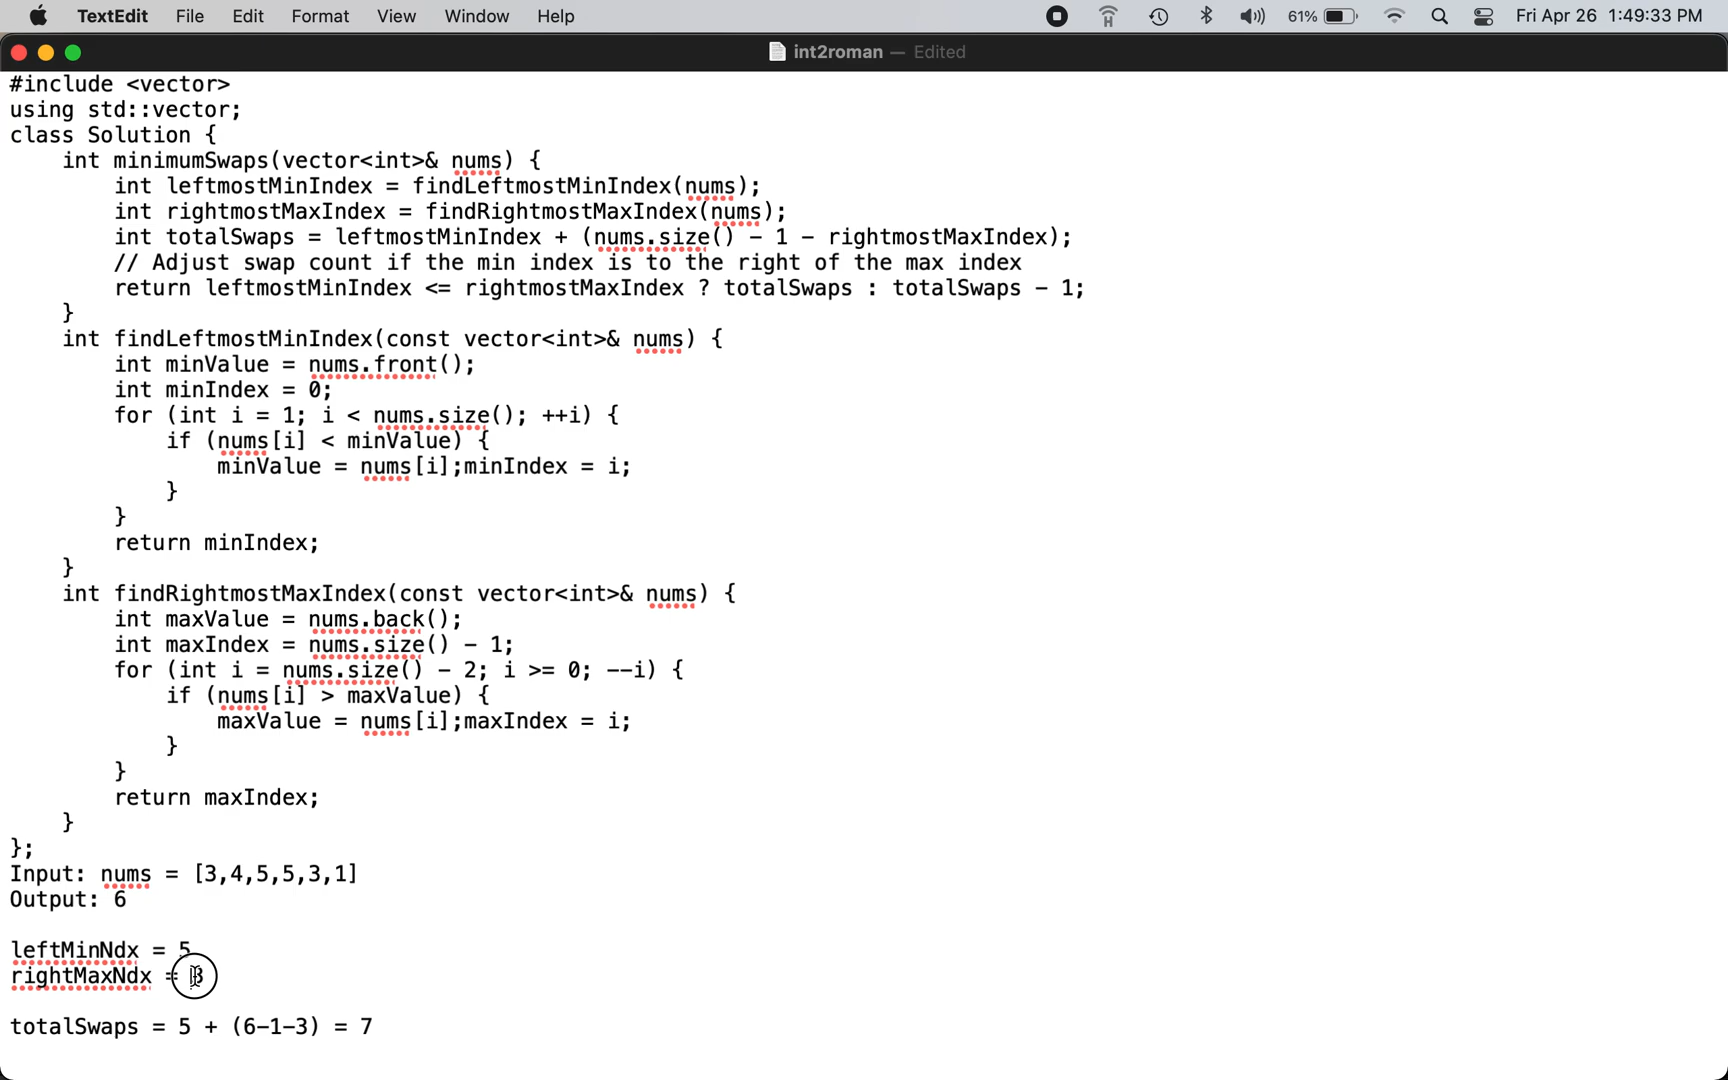 TextEdit File Edit Format View Window Help 61% Fri Apr 26 1:49:33 PM
int2roman — Edited
#include <vector>
using std::vector;
class Solution {
    int minimumSwaps(vector<int>& nums) {
        int leftmostMinIndex = findLeftmostMinIndex(nums);
        int rightmostMaxIndex = findRightmostMaxIndex(nums);
        int totalSwaps = leftmostMinIndex + (nums.size() - 1 - rightmostMaxIndex);
        // Adjust swap count if the min index is to the right of the max index
        return leftmostMinIndex <= rightmostMaxIndex ? totalSwaps : totalSwaps - 1;
    }
    int findLeftmostMinIndex(const vector<int>& nums) {
        int minValue = nums.front();
        int minIndex = 0;
        for (int i = 1; i < nums.size(); ++i) {
            if (nums[i] < minValue) {
                minValue = nums[i];minIndex = i;
            }
        }
        return minIndex;
    }
    int findRightmostMaxIndex(const vector<int>& nums) {
        int maxValue = nums.back();
        int maxIndex = nums.size() - 1;
        for (int i = nums.size() - 2; i >= 0; --i) {
            if (nums[i] > maxValue) {
                maxValue = nums[i];maxIndex = i;
            }
        }
        return maxIndex;
    }
};
Input: nums = [3,4,5,5,3,1]
Output: 6
leftMinNdx = 5
rightMaxNdx = 3
totalSwaps = 5 + (6-1-3) = 7